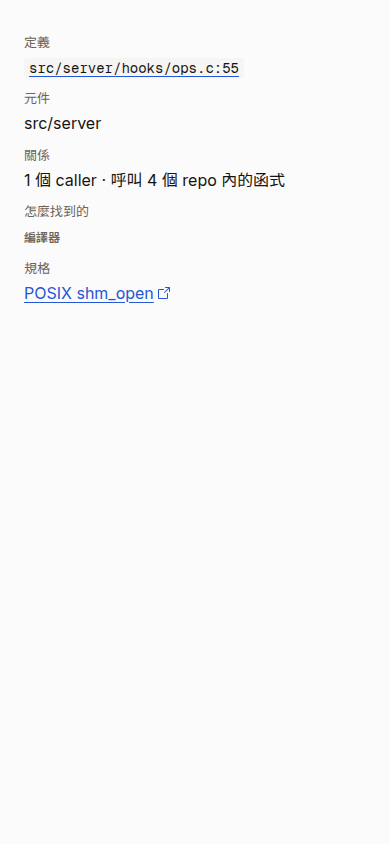 定義
src/server/hooks/ops.c:55
元件
src/server
關係
1 個 caller · 呼叫 4 個 repo 內的函式
怎麼找到的
編譯器
規格
POSIX shm_open